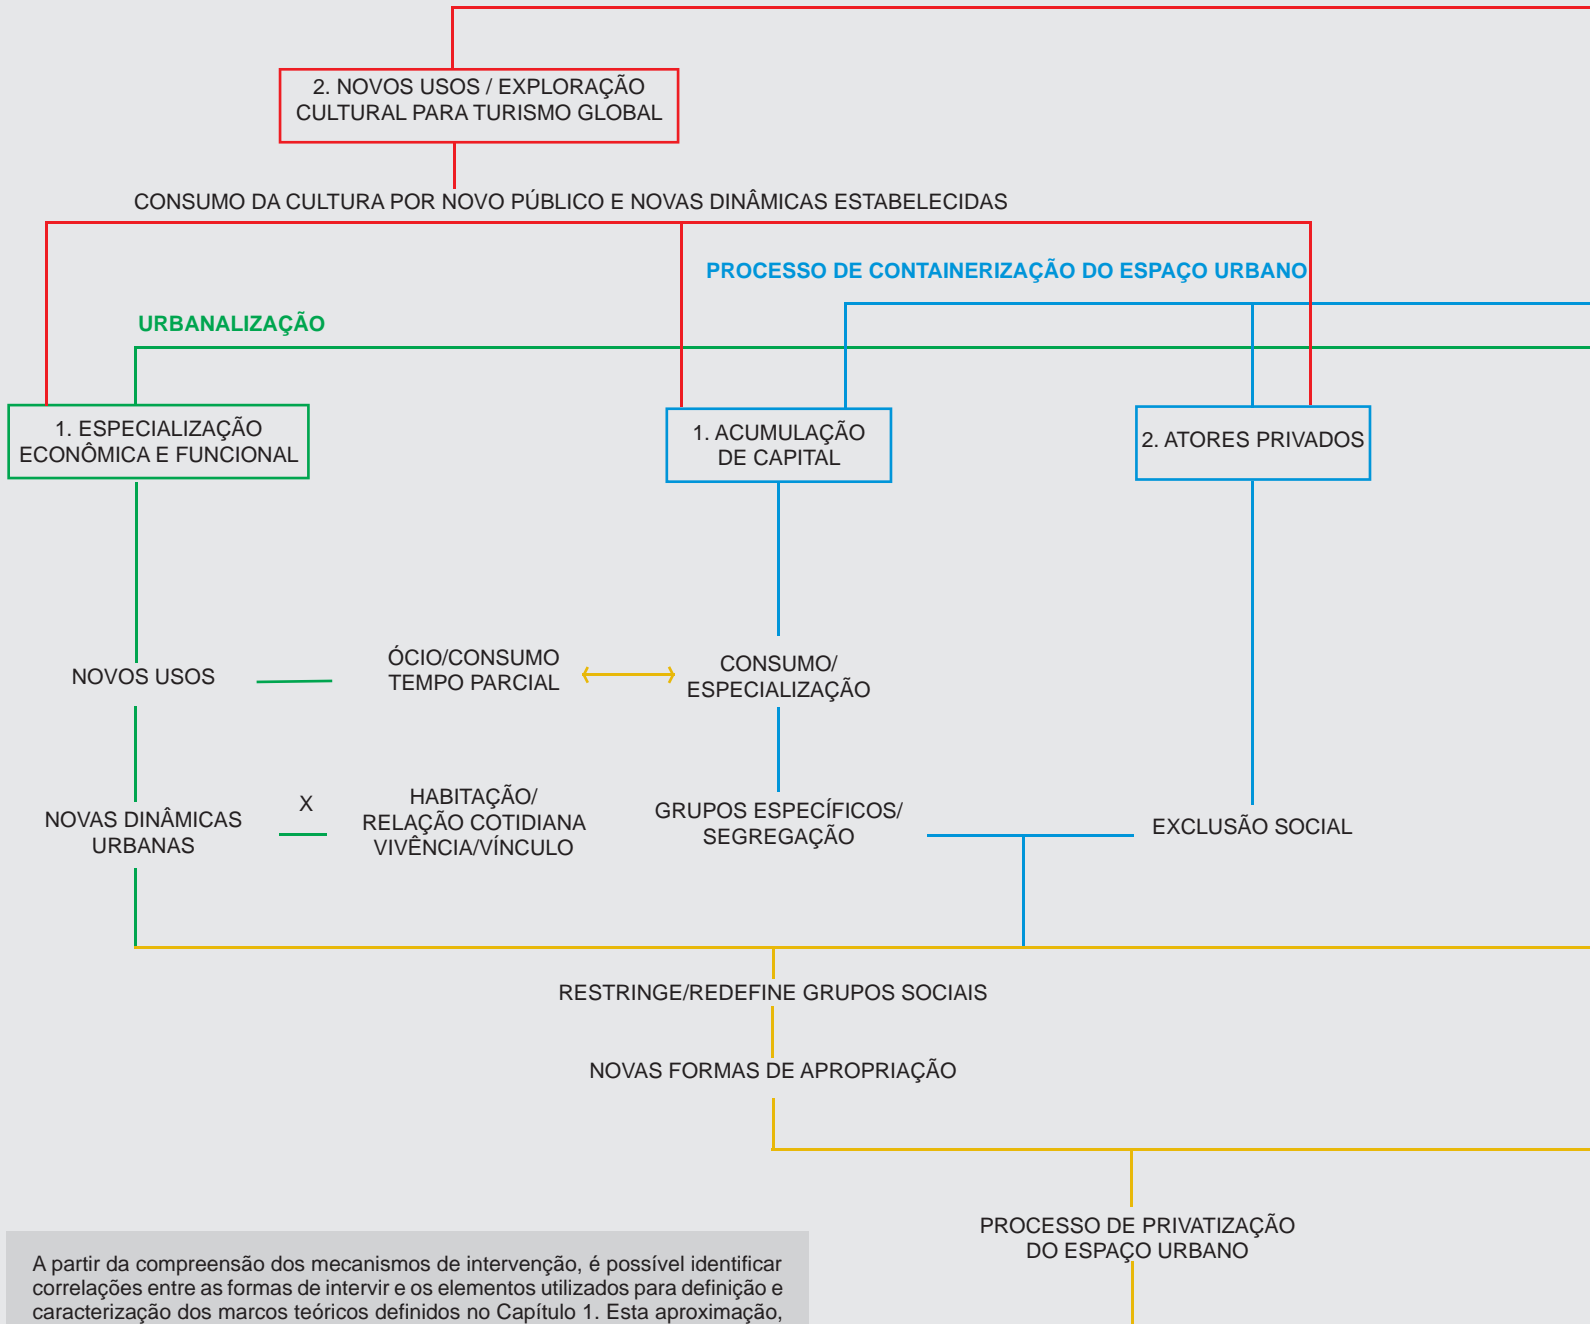 2. NOVOS USOS / EXPLORAÇÃO
CULTURAL PARA TURISMO GLOBAL
CONSUMO DA CULTURA POR NOVO PÚBLICO E NOVAS DINÂMICAS ESTABELECIDAS
PROCESSO DE CONTAINERIZAÇÃO DO ESPAÇO URBANO
URBANALIZAÇÃO
1. ESPECIALIZAÇÃO
ECONÔMICA E FUNCIONAL
1. ACUMULAÇÃO
DE CAPITAL
2. ATORES PRIVADOS
NOVOS USOS
ÓCIO/CONSUMO
TEMPO PARCIAL
CONSUMO/
ESPECIALIZAÇÃO
NOVAS DINÂMICAS
URBANAS
X
HABITAÇÃO/
RELAÇÃO COTIDIANA
VIVÊNCIA/VÍNCULO
GRUPOS ESPECÍFICOS/
SEGREGAÇÃO
EXCLUSÃO SOCIAL
RESTRINGE/REDEFINE GRUPOS SOCIAIS
NOVAS FORMAS DE APROPRIAÇÃO
PROCESSO DE PRIVATIZAÇÃO
DO ESPAÇO URBANO
A partir da compreensão dos mecanismos de intervenção, é possível identificar
correlações entre as formas de intervir e os elementos utilizados para definição e
caracterização dos marcos teóricos definidos no Capítulo 1. Esta aproximação,